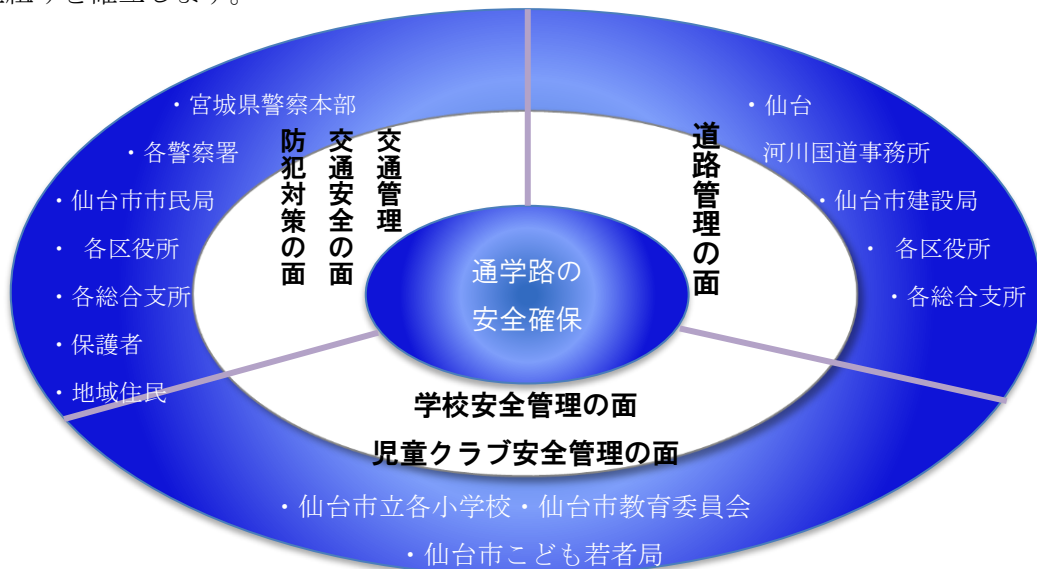 ・宮城県警察本部
・各警察署
・仙台市市民局
・ 各区役所
・各総合支所
・保護者
・地域住民
交通管理
交通安全の面
防犯対策の面
道路管理の面
・仙台
河川国道事務所
・仙台市建設局
・ 各区役所
・各総合支所
通学路の
安全確保
学校安全管理の面
児童クラブ安全管理の面
・仙台市立各小学校・仙台市教育委員会
・仙台市こども若者局